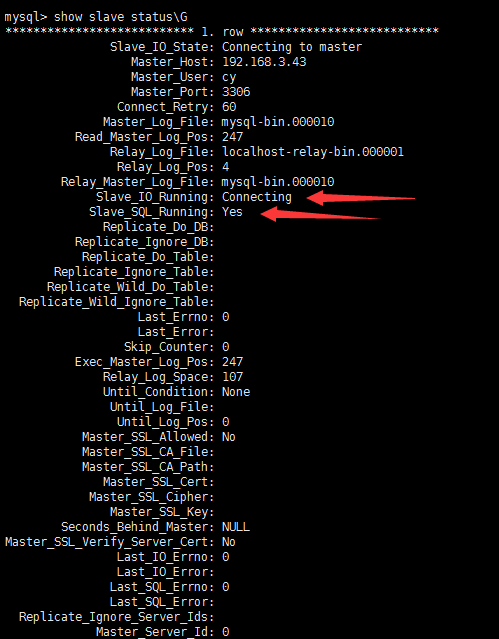 mysql> show slave status\G
*************************** 1. row ***************************
Slave_IO_State: Connecting to master
Master_Host: 192.168.3.43
Master_User: cy
Master_Port: 3306
Connect_Retry: 60
Master_Log_File: mysql-bin.000010
Read_Master_Log_Pos: 247
Relay_Log_File: localhost-relay-bin.000001
Relay_Log_Pos: 4
Relay_Master_Log_File: mysql-bin.000010
Slave_IO_Running: Connecting
Slave_SQL_Running: Yes
Replicate_Do_DB:
Replicate_Ignore_DB:
Replicate_Do_Table:
Replicate_Ignore_Table:
Replicate_Wild_Do_Table:
Replicate_Wild_Ignore_Table:
Last_Errno: 0
Last_Error:
Skip_Counter: 0
Exec_Master_Log_Pos: 247
Relay_Log_Space: 107
Until_Condition: None
Until_Log_File:
Until_Log_Pos: 0
Master_SSL_Allowed: No
Master_SSL_CA_File:
Master_SSL_CA_Path:
Master_SSL_Cert:
Master_SSL_Cipher:
Master_SSL_Key:
Seconds_Behind_Master: NULL
Master_SSL_Verify_Server_Cert: No
Last_IO_Errno: 0
Last_IO_Error:
Last_SQL_Errno: 0
Last_SQL_Error:
Replicate_Ignore_Server_Ids:
Master_Server_Id: 0